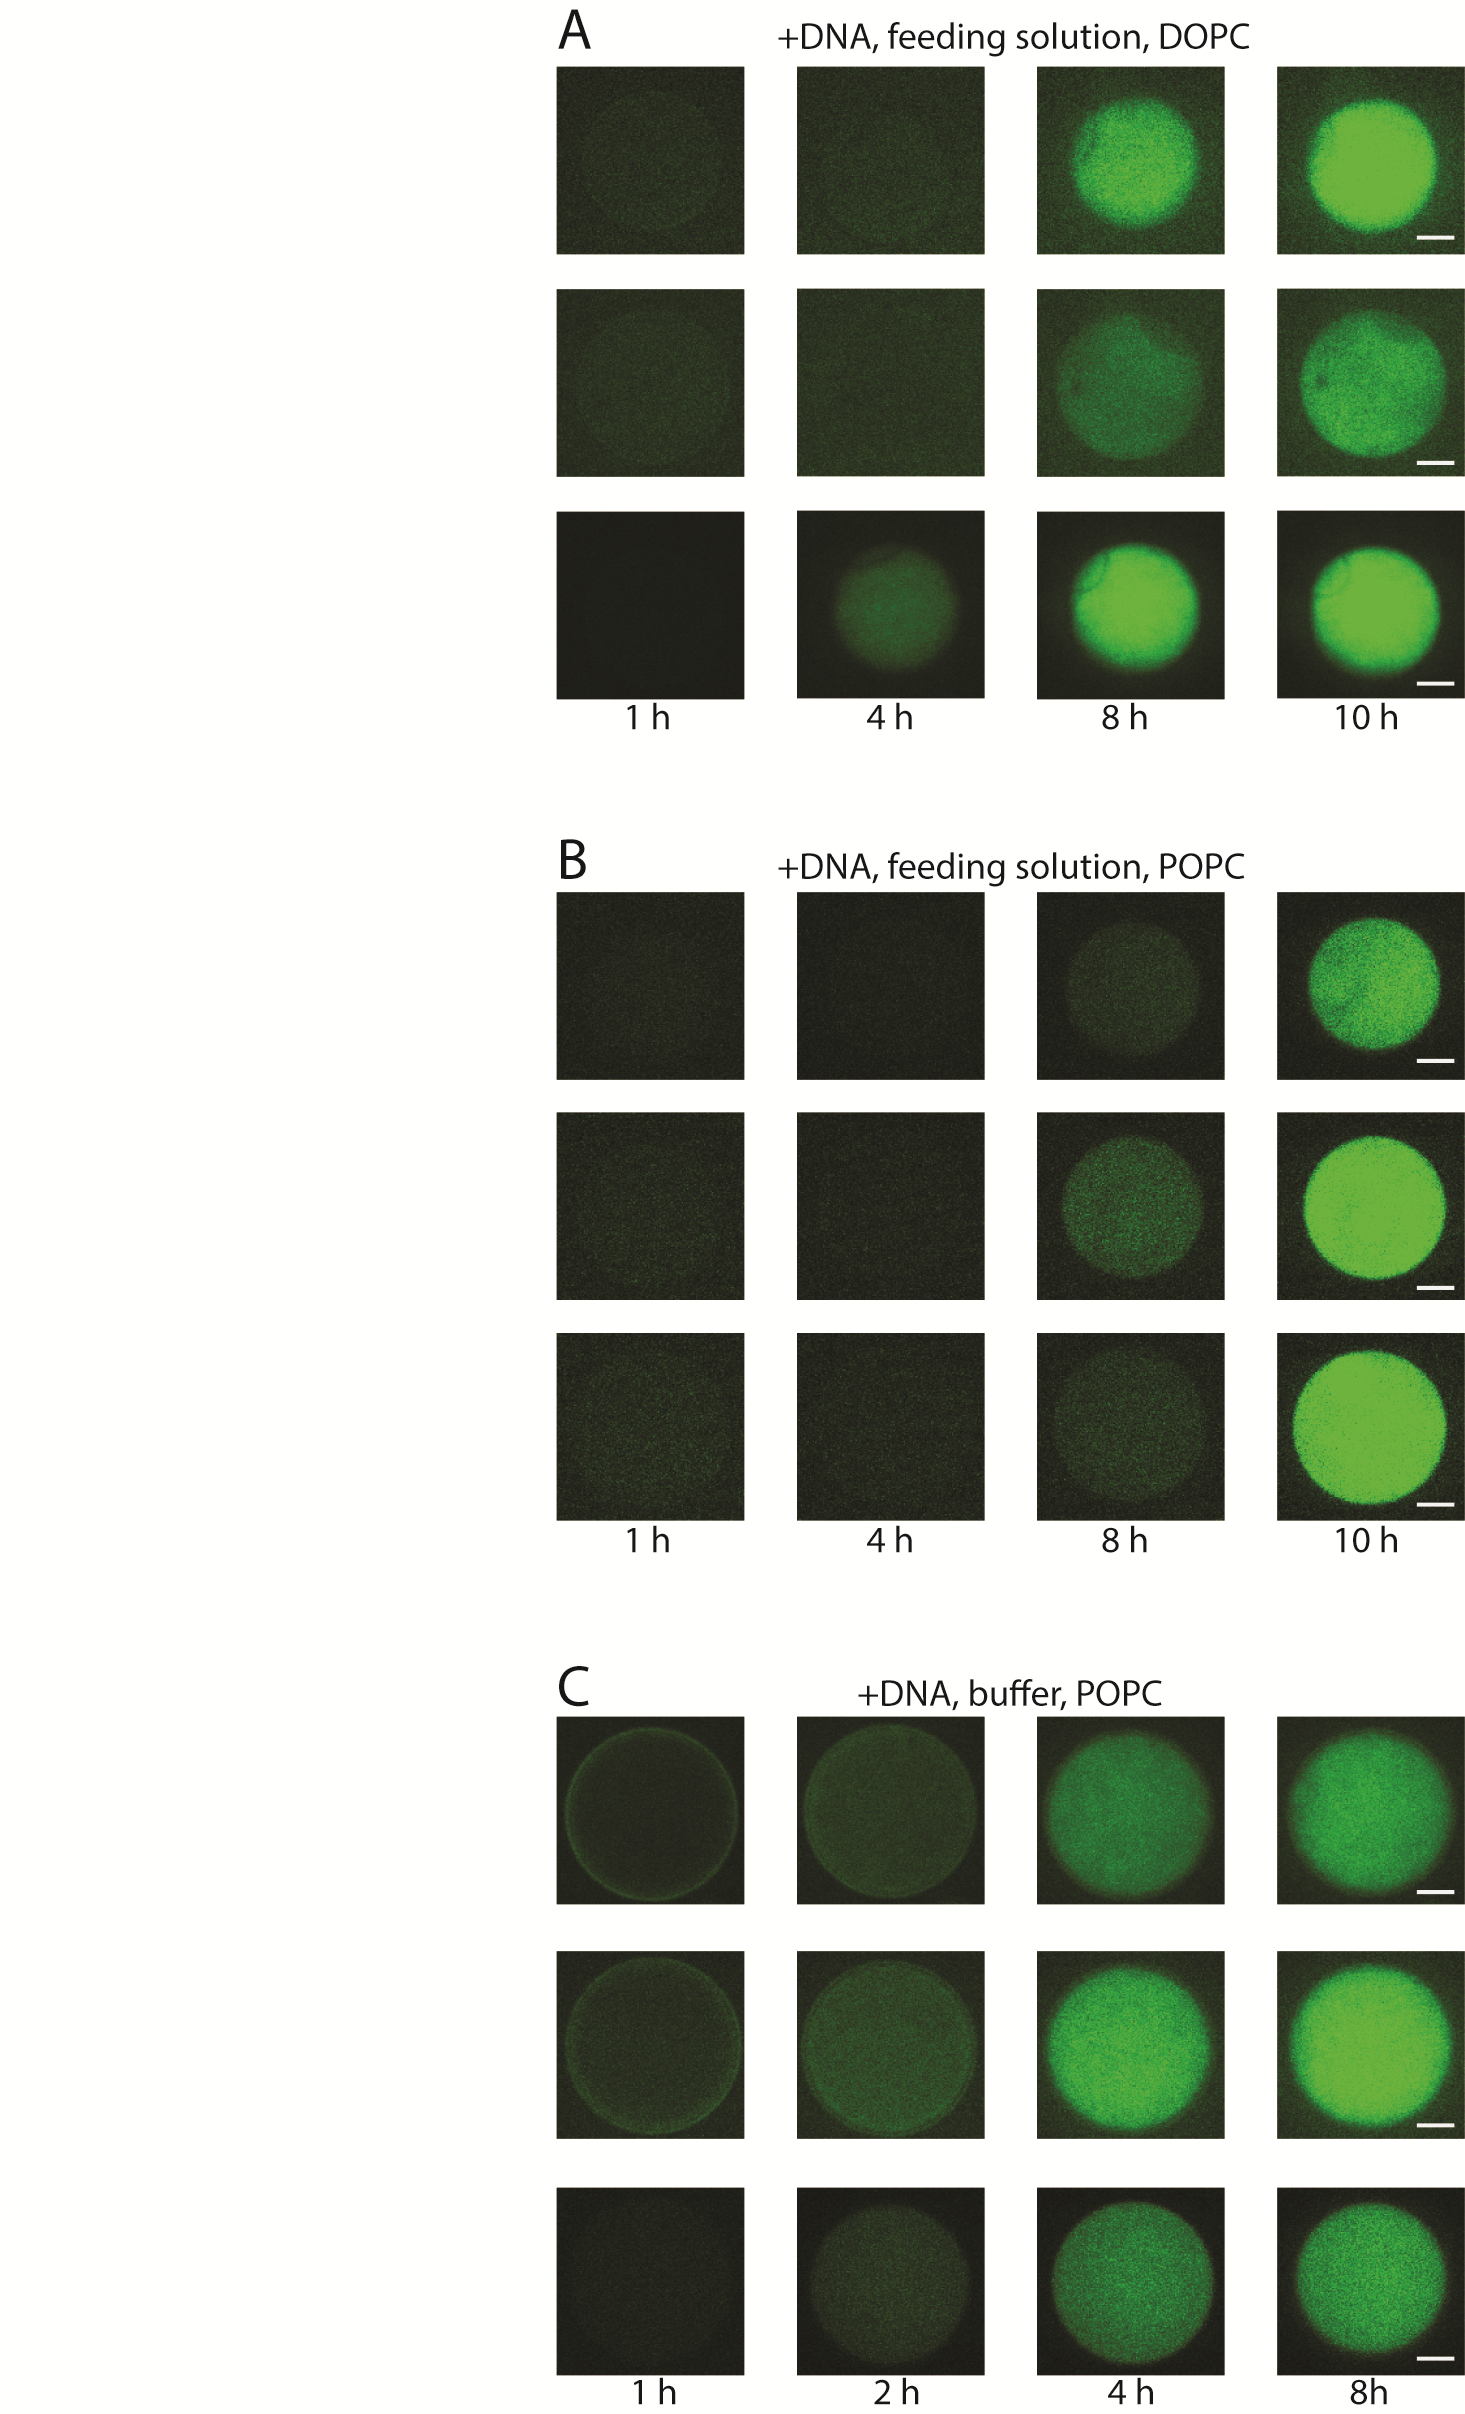 A
+DNA, feeding solution, DOPC
1 h 4 h 8 h 10 h
B
+DNA, feeding solution, POPC
1 h 4 h 8 h 10 h
C
+DNA, buffer, POPC
1 h 2 h 4 h 8h